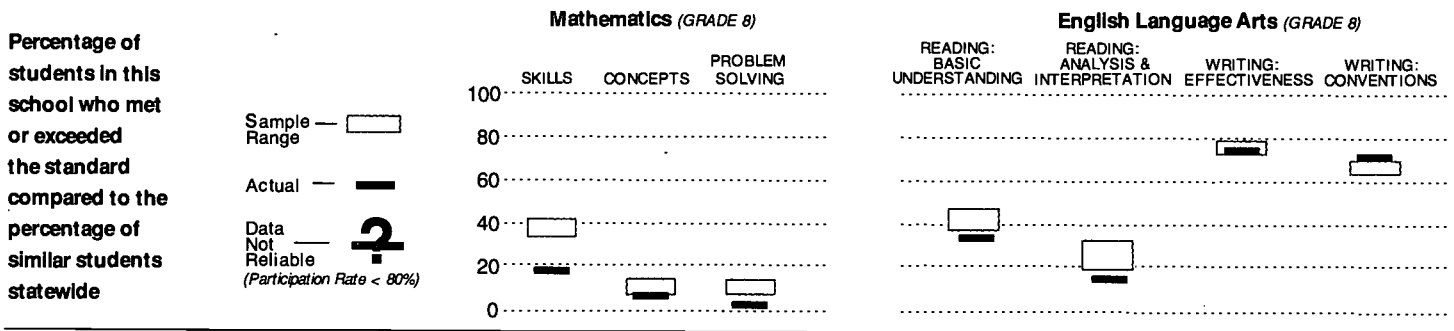 Percentage of
students in this
school who met
or exceeded
the standard
compared to the
percentage of
similar students
statewide
Sample
Range
Actual
Data
Not
Reliable
?
(Participation Rate < 80%)
Mathematics (GRADE 8)
SKILLS
CONCEPTS
PROBLEM
SOLVING
100
80
60
40
20
0
English Language Arts (GRADE 8)
READING:
BASIC
UNDERSTANDING
READING:
ANALYSIS &
INTERPRETATION
WRITING:
EFFECTIVENESS
WRITING:
CONVENTIONS